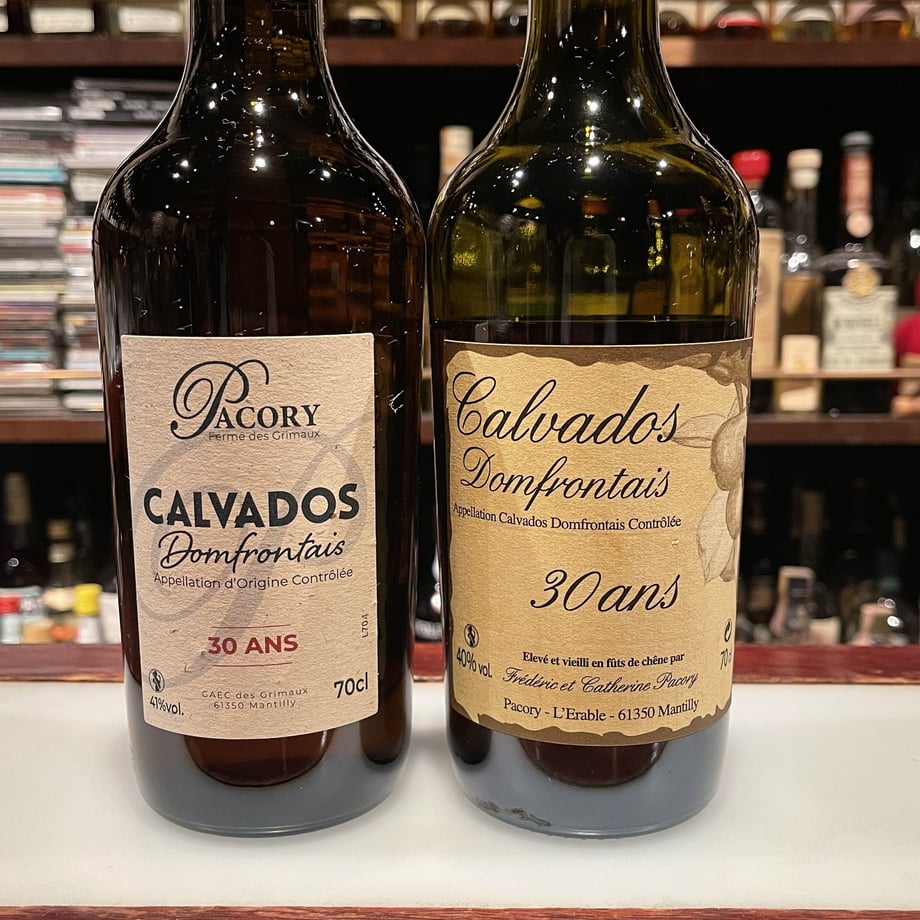 PACORY
Ferme des Grimaux
CALVADOS
Domfrontais
Appellation d'Origine Contrôlée
30 ANS
GAEC des Grimaux
61350 Mantilly
41%vol.
70cl
L704
Calvados
Domfrontais
Appellation Calvados Domfrontais Contrôlée
30 ans
40% vol.
Elevé et vieilli en fûts de chêne par
Frédéric et Catherine Pacory
Pacory - L'Erable - 61350 Mantilly